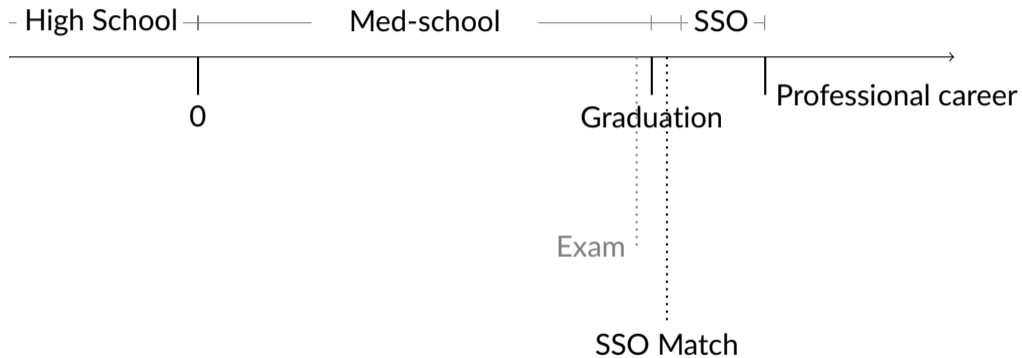 High School
Med-school
SSO
Professional career
0
Graduation
Exam
SSO Match